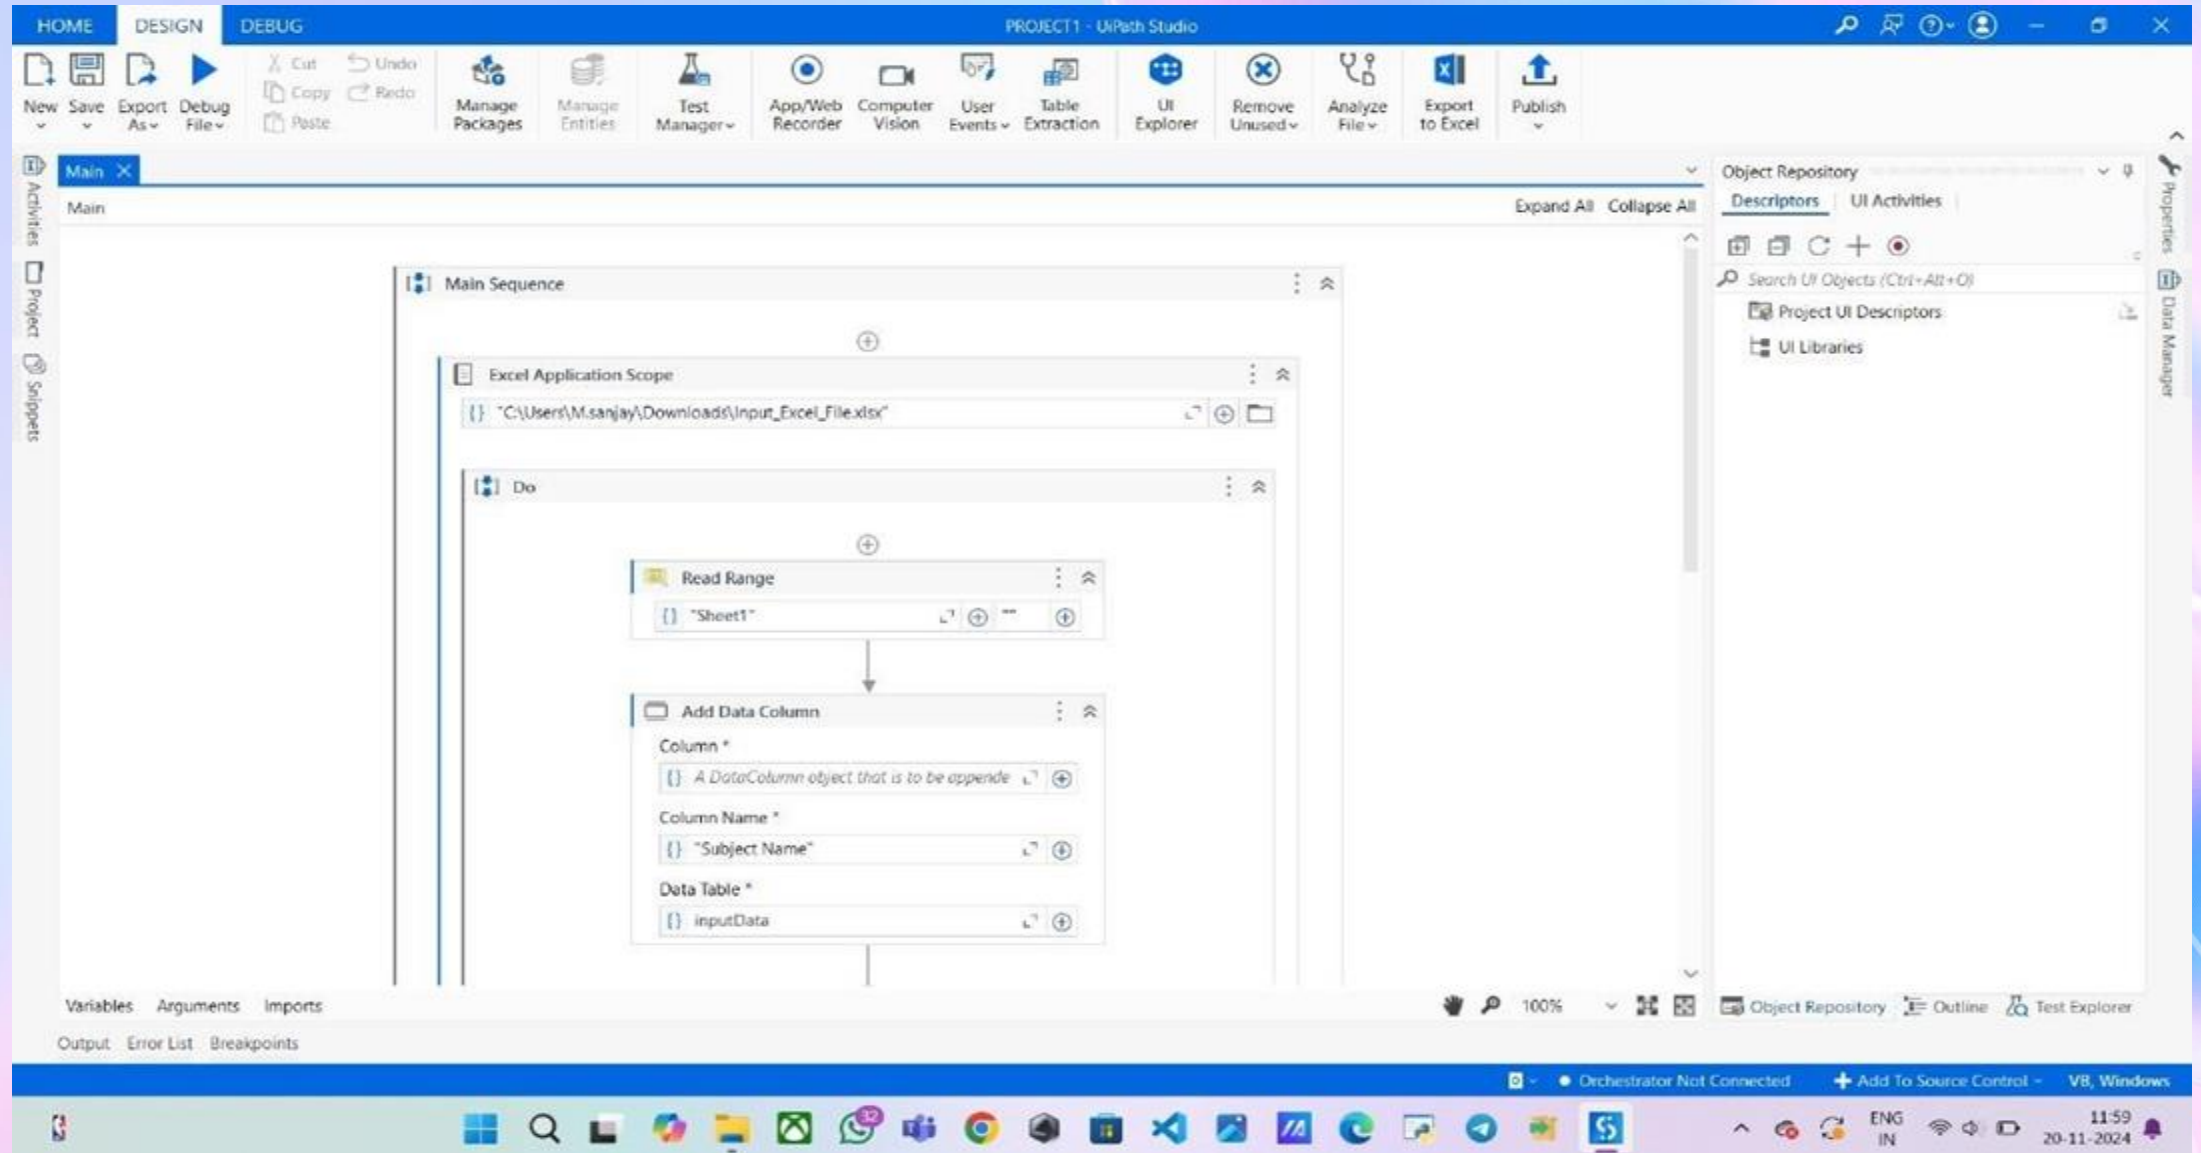 HOME DESIGN DEBUG PROJECT1 - UiPath Studio
Cut Undo
Copy Redo
Paste
New Save Export As Debug File Manage Packages Manage Entities Test Manager App/Web Recorder Computer Vision User Events Table Extraction UI Explorer Remove Unused Analyze File Export to Excel Publish
Activities
Project
Snippets
Main
Main Expand All Collapse All
Main Sequence
Excel Application Scope
"C:\Users\M.sanjay\Downloads\Input_Excel_File.xlsx"
Do
Read Range
"Sheet1" ""
Add Data Column
Column *
A DataColumn object that is to be appende
Column Name *
"Subject Name"
Data Table *
inputData
Object Repository
Descriptors UI Activities
Search UI Objects (Ctrl+Alt+O)
Project UI Descriptors
UI Libraries
Properties
Data Manager
Variables Arguments Imports 100% Object Repository Outline Test Explorer
Output Error List Breakpoints
Orchestrator Not Connected Add To Source Control VB, Windows
32
ENG
IN
11:59
20-11-2024